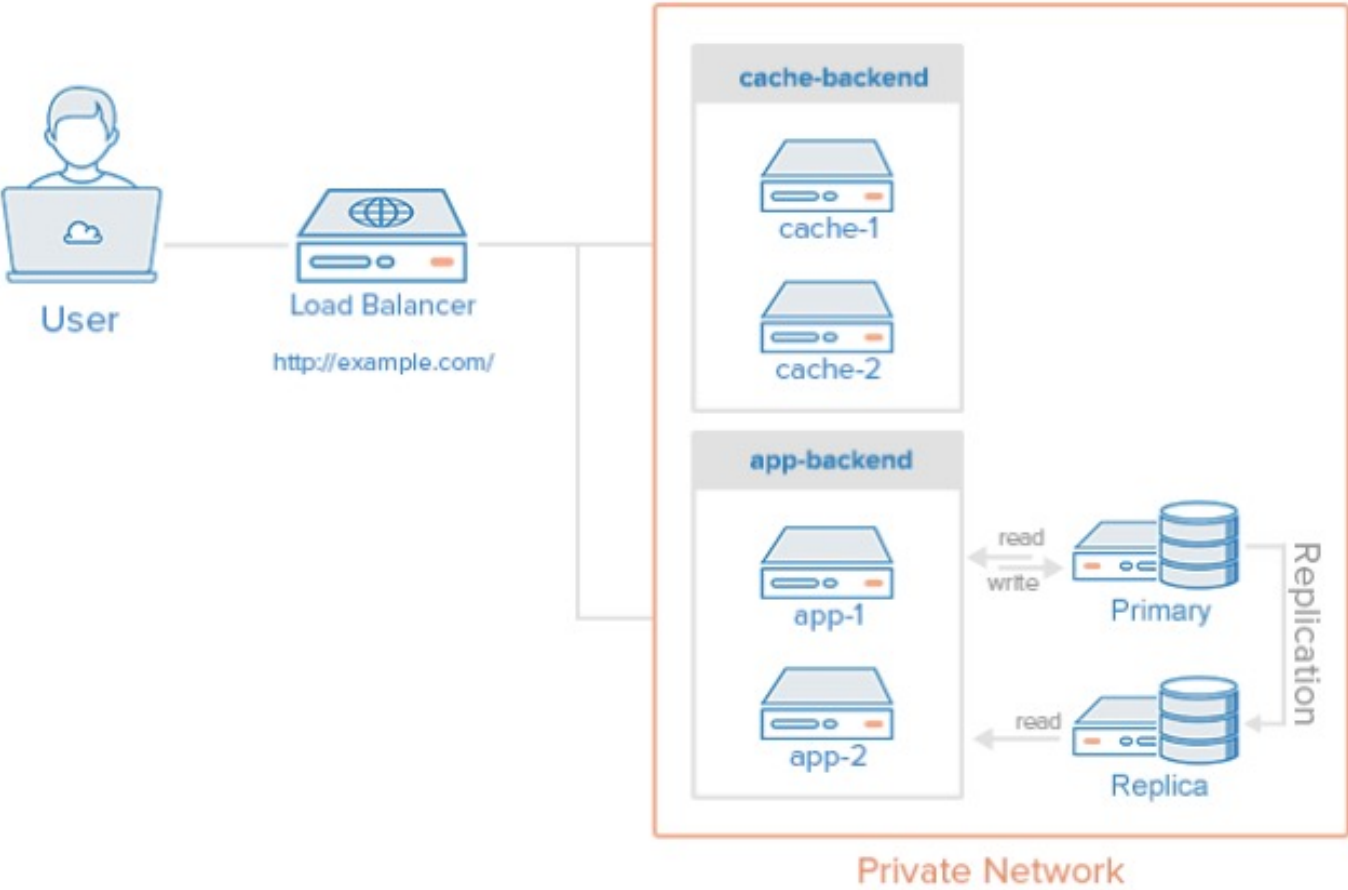 User
Load Balancer
http://example.com/
cache-backend
cache-1
cache-2
app-backend
app-1
app-2
read
write
Primary
read
Replica
Replication
Private Network